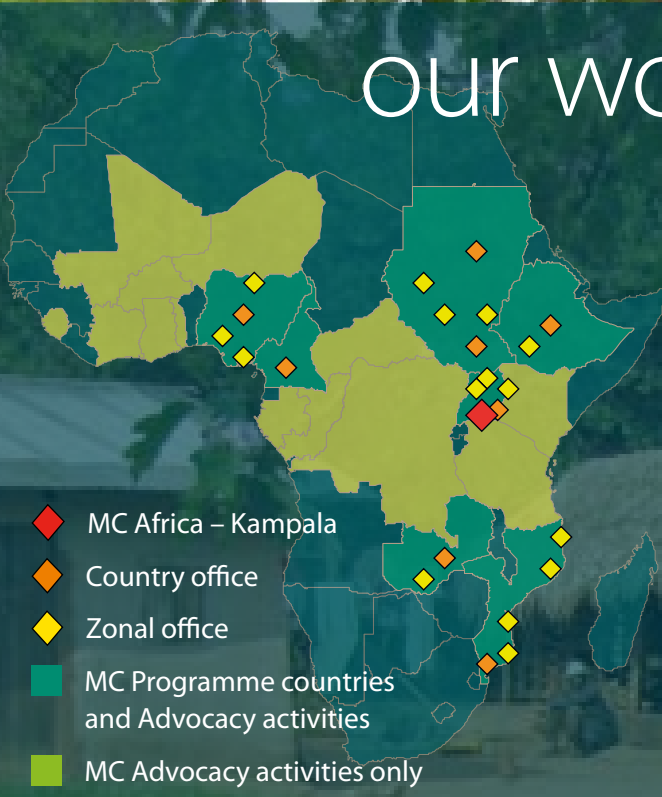 our wo
MC Africa – Kampala
Country office
Zonal office
MC Programme countries
and Advocacy activities
MC Advocacy activities only